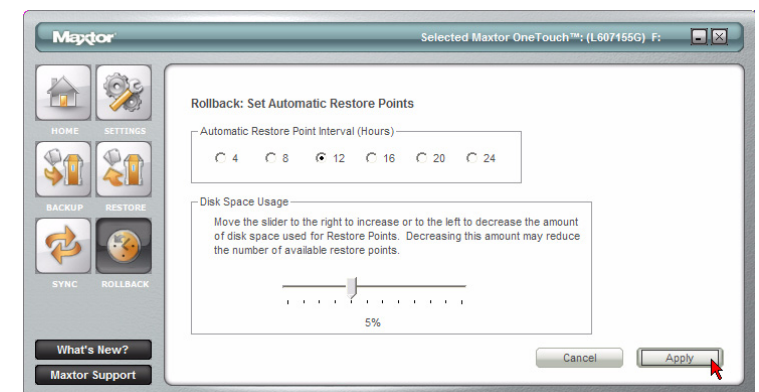 Maxtor
Selected Maxtor OneTouch™: (L607155G) F:
HOME SETTINGS
BACKUP RESTORE
SYNC ROLLBACK
What's New?
Maxtor Support
Rollback: Set Automatic Restore Points
Automatic Restore Point Interval (Hours)
4 8 12 16 20 24
Disk Space Usage
Move the slider to the right to increase or to the left to decrease the amount
of disk space used for Restore Points. Decreasing this amount may reduce
the number of available restore points.
5%
Cancel Apply